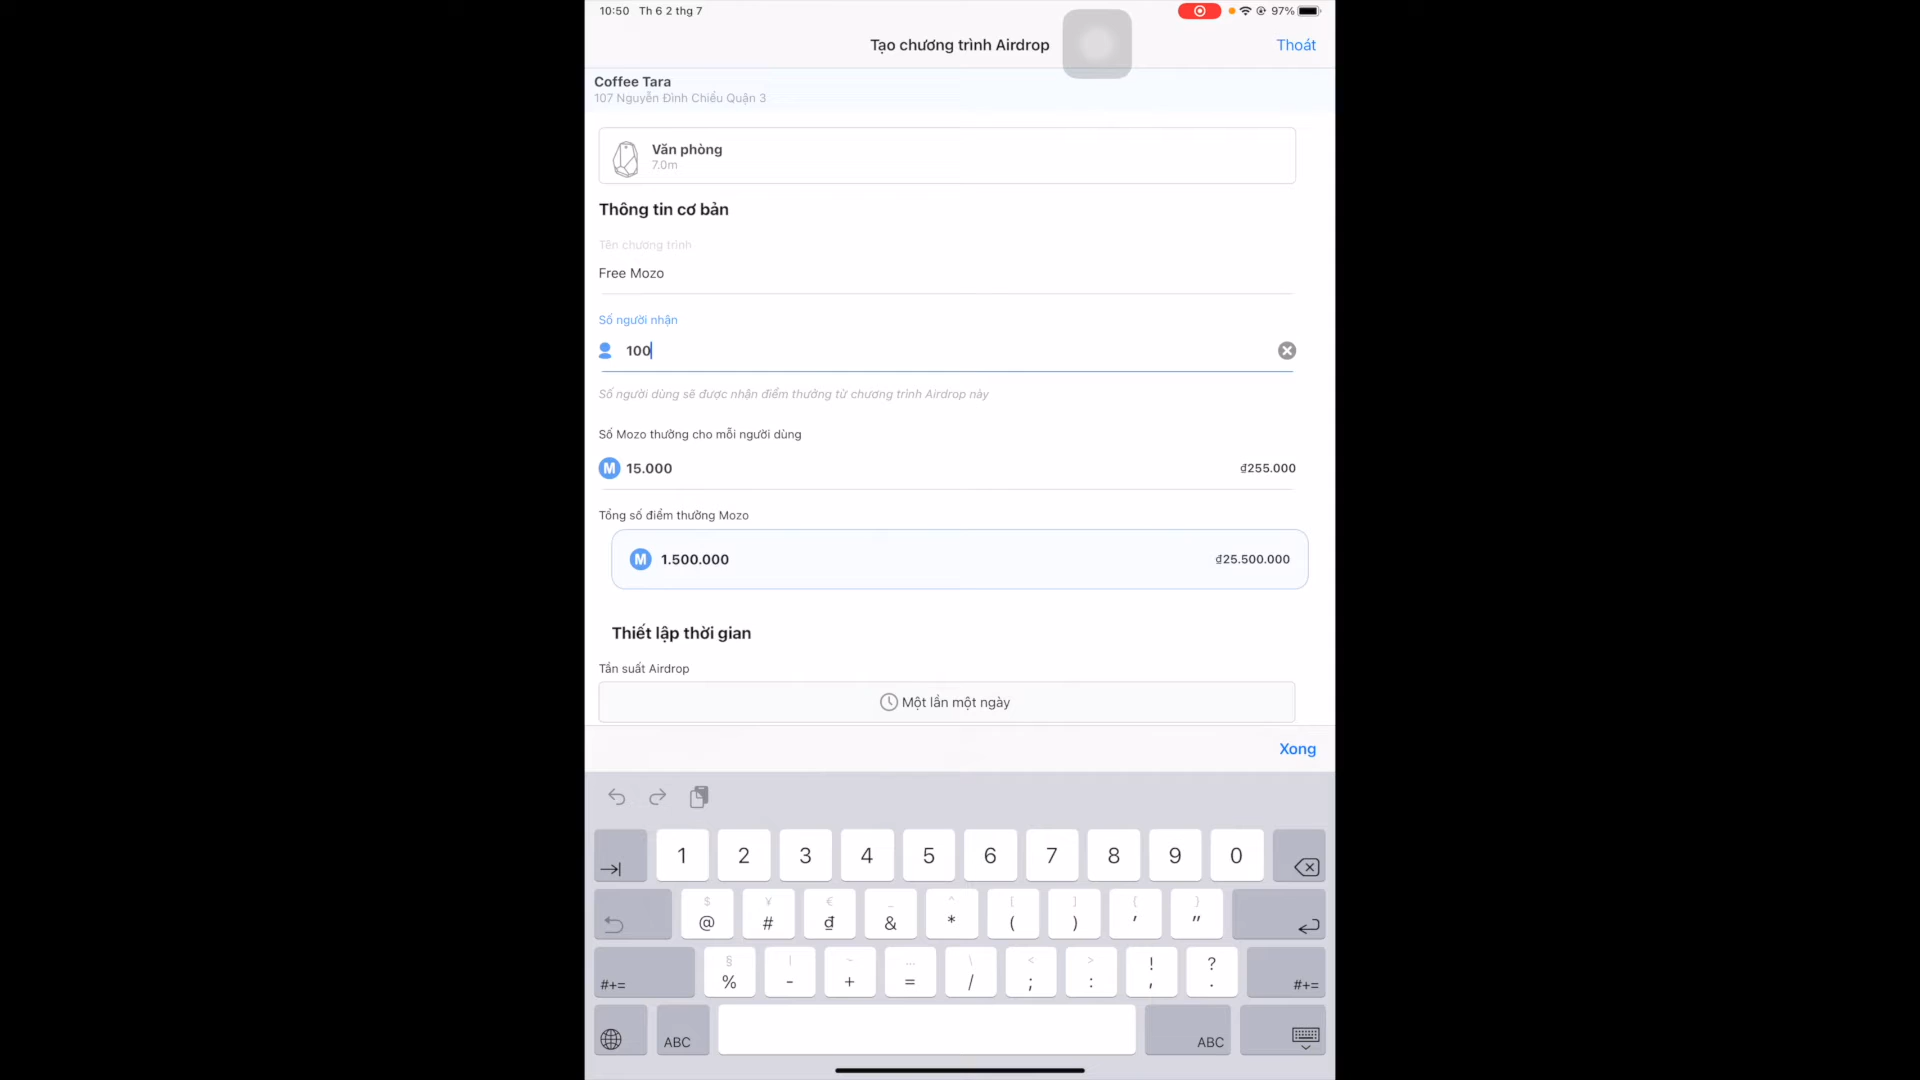 10:50 Th 6 2 thg 7
97%
Tạo chương trình Airdrop
Thoát
Coffee Tara
107 Nguyễn Đình Chiểu Quận 3
Văn phòng
7.0m
Thông tin cơ bản
Tên chương trình
Free Mozo
Số người nhận
100
Số người dùng sẽ được nhận điểm thưởng từ chương trình Airdrop này
Số Mozo thưởng cho mỗi người dùng
M 15.000 ₫255.000
Tổng số điểm thưởng Mozo
M 1.500.000 ₫25.500.000
Thiết lập thời gian
Tần suất Airdrop
Một lần một ngày
Xong
1 2 3 4 5 6 7 8 9 0
$ ¥ € _ ^ [ ] { }
@ # ₫ & * ( ) ' "
§ | ~ … \ < > ! ?
#+= % - + = / ; : , . #+=
ABC ABC